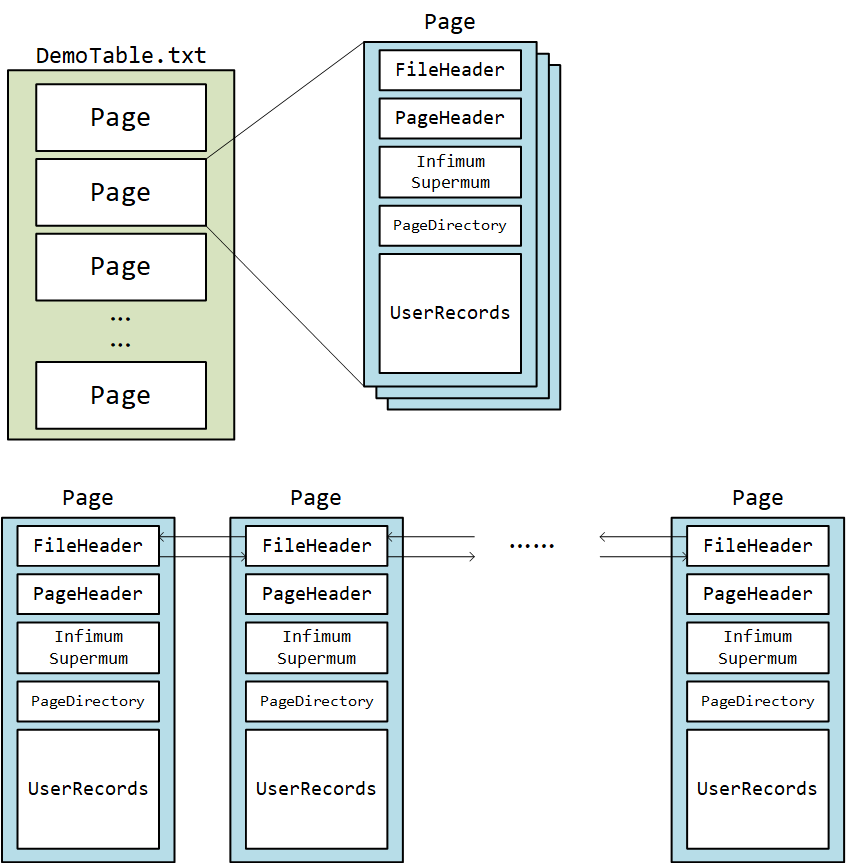 DemoTable.txt
Page
Page
Page
...
...
Page
Page
FileHeader
PageHeader
Infimum
Supermum
PageDirectory
UserRecords
Page
FileHeader
PageHeader
Infimum
Supermum
PageDirectory
UserRecords
Page
FileHeader
PageHeader
Infimum
Supermum
PageDirectory
UserRecords
......
Page
FileHeader
PageHeader
Infimum
Supermum
PageDirectory
UserRecords